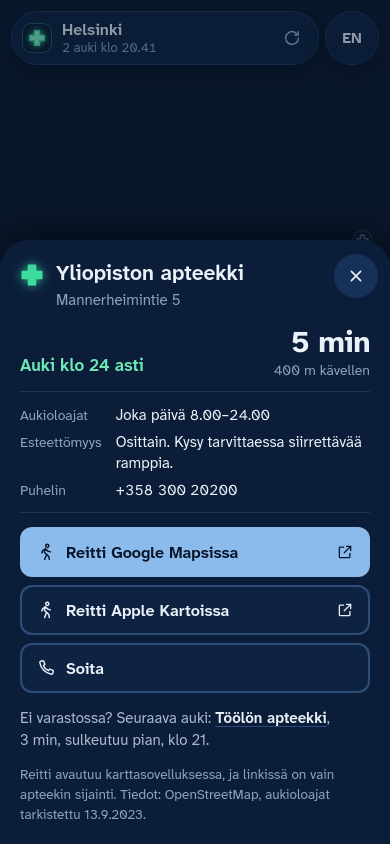 Helsinki
2 auki klo 20.41
EN
Yliopiston apteekki
Mannerheimintie 5
5 min
Auki klo 24 asti
400 m kävellen
Aukioloajat Joka päivä 8.00–24.00
Esteettömyys Osittain. Kysy tarvittaessa siirrettävää
ramppia.
Puhelin +358 300 20200
Reitti Google Mapsissa
Reitti Apple Kartoissa
Soita
Ei varastossa? Seuraava auki: Töölön apteekki,
3 min, sulkeutuu pian, klo 21.
Reitti avautuu karttasovelluksessa, ja linkissä on vain
apteekin sijainti. Tiedot: OpenStreetMap, aukioloajat
tarkistettu 13.9.2023.